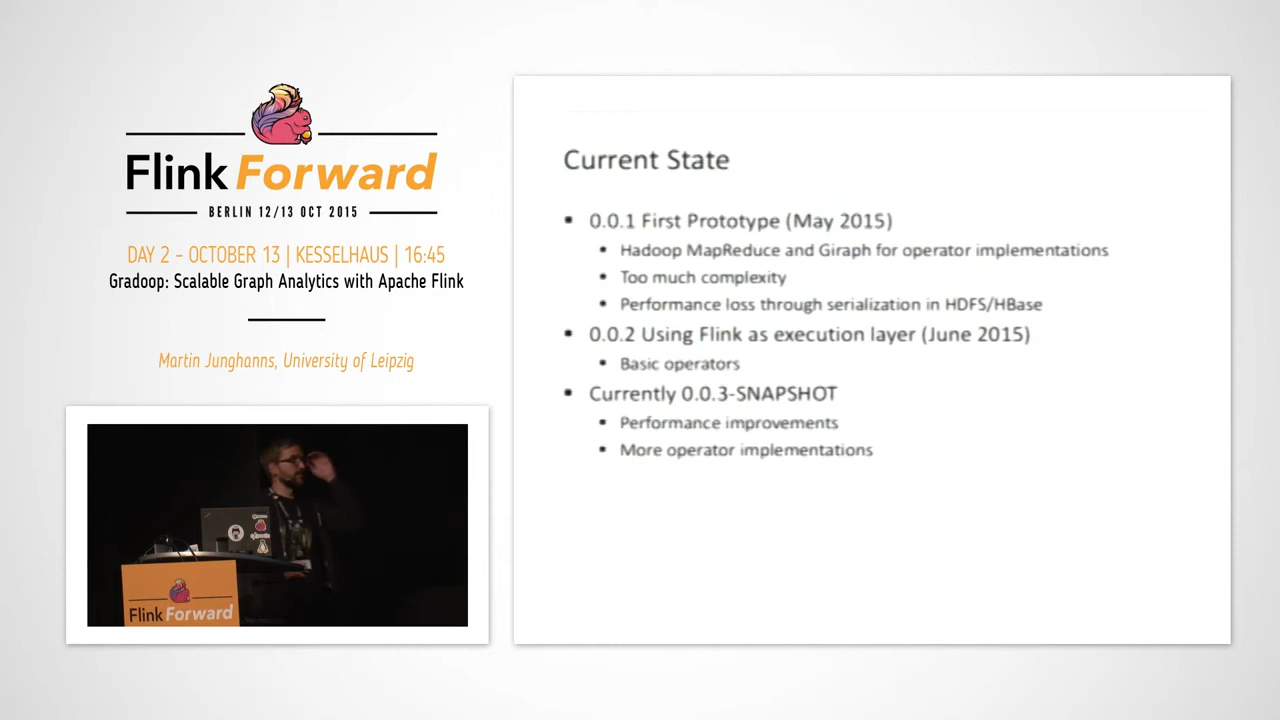 Flink Forward
BERLIN 12/13 OCT 2015
DAY 2 - OCTOBER 13 | KESSELHAUS | 16:45
Gradoop: Scalable Graph Analytics with Apache Flink
Martin Junghanns, University of Leipzig
Flink Forward
Current State
▪ 0.0.1 First Prototype (May 2015)
▪ Hadoop MapReduce and Giraph for operator implementations
▪ Too much complexity
▪ Performance loss through serialization in HDFS/HBase
▪ 0.0.2 Using Flink as execution layer (June 2015)
▪ Basic operators
▪ Currently 0.0.3-SNAPSHOT
▪ Performance improvements
▪ More operator implementations